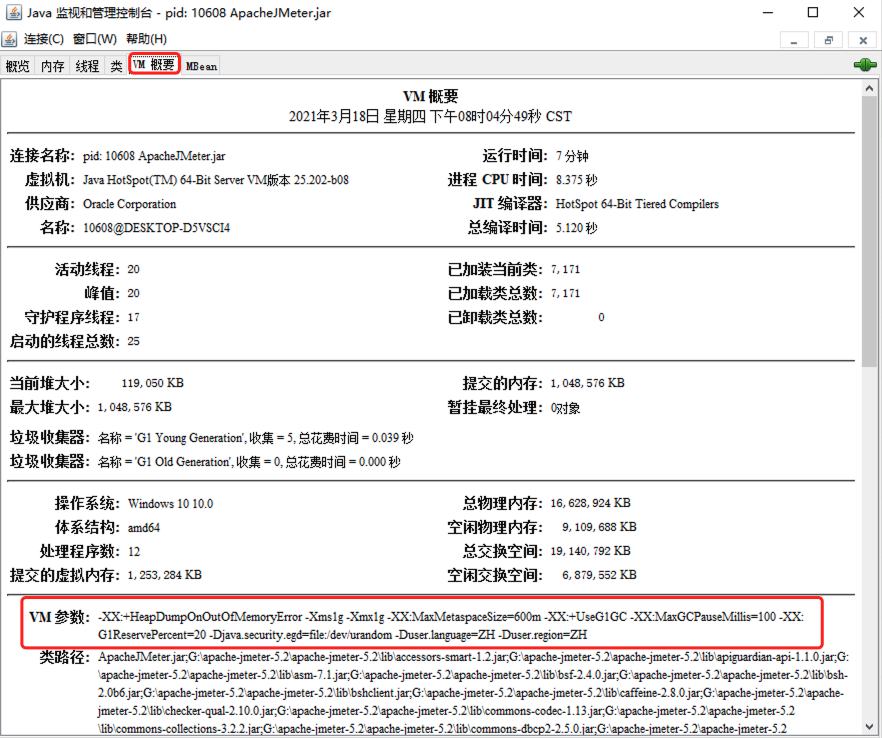 Java 监视和管理控制台 - pid: 10608 ApacheJMeter.jar
连接(C) 窗口(W) 帮助(H)
概览 内存 线程 类 VM 概要 MBean
VM 概要
2021年3月18日 星期四 下午08时04分49秒 CST
连接名称: pid: 10608 ApacheJMeter.jar 运行时间: 7 分钟
虚拟机: Java HotSpot(TM) 64-Bit Server VM版本 25.202-b08 进程 CPU 时间: 8.375 秒
供应商: Oracle Corporation JIT 编译器: HotSpot 64-Bit Tiered Compilers
名称: 10608@DESKTOP-D5VSCI4 总编译时间: 5.120 秒
活动线程: 20 已加装当前类: 7,171
峰值: 20 已加载类总数: 7,171
守护程序线程: 17 已卸载类总数: 0
启动的线程总数: 25
当前堆大小: 119,050 KB 提交的内存: 1,048,576 KB
最大堆大小: 1,048,576 KB 暂挂最终处理: 0对象
垃圾收集器: 名称 = 'G1 Young Generation', 收集 = 5, 总花费时间 = 0.039 秒
垃圾收集器: 名称 = 'G1 Old Generation', 收集 = 0, 总花费时间 = 0.000 秒
操作系统: Windows 10 10.0 总物理内存: 16,628,924 KB
体系结构: amd64 空闲物理内存: 9,109,688 KB
处理程序数: 12 总交换空间: 19,140,792 KB
提交的虚拟内存: 1,253,284 KB 空闲交换空间: 6,879,552 KB
VM 参数: -XX:+HeapDumpOnOutOfMemoryError -Xms1g -Xmx1g -XX:MaxMetaspaceSize=600m -XX:+UseG1GC -XX:MaxGCPauseMillis=100 -XX:
G1ReservePercent=20 -Djava.security.egd=file:/dev/urandom -Duser.language=ZH -Duser.region=ZH
类路径: ApacheJMeter.jar;G:\apache-jmeter-5.2\apache-jmeter-5.2\lib\accessors-smart-1.2.jar;G:\apache-jmeter-5.2\apache-jmeter-5.2\lib\apiguardian-api-1.1.0.jar;G:
\apache-jmeter-5.2\apache-jmeter-5.2\lib\asm-7.1.jar;G:\apache-jmeter-5.2\apache-jmeter-5.2\lib\bsf-2.4.0.jar;G:\apache-jmeter-5.2\apache-jmeter-5.2\lib\bsh-
2.0b6.jar;G:\apache-jmeter-5.2\apache-jmeter-5.2\lib\bshclient.jar;G:\apache-jmeter-5.2\apache-jmeter-5.2\lib\caffeine-2.8.0.jar;G:\apache-jmeter-5.2\apache-
jmeter-5.2\lib\checker-qual-2.10.0.jar;G:\apache-jmeter-5.2\apache-jmeter-5.2\lib\commons-codec-1.13.jar;G:\apache-jmeter-5.2\apache-jmeter-5.2
\lib\commons-collections-3.2.2.jar;G:\apache-jmeter-5.2\apache-jmeter-5.2\lib\commons-dbcp2-2.5.0.jar;G:\apache-jmeter-5.2\apache-jmeter-5.2